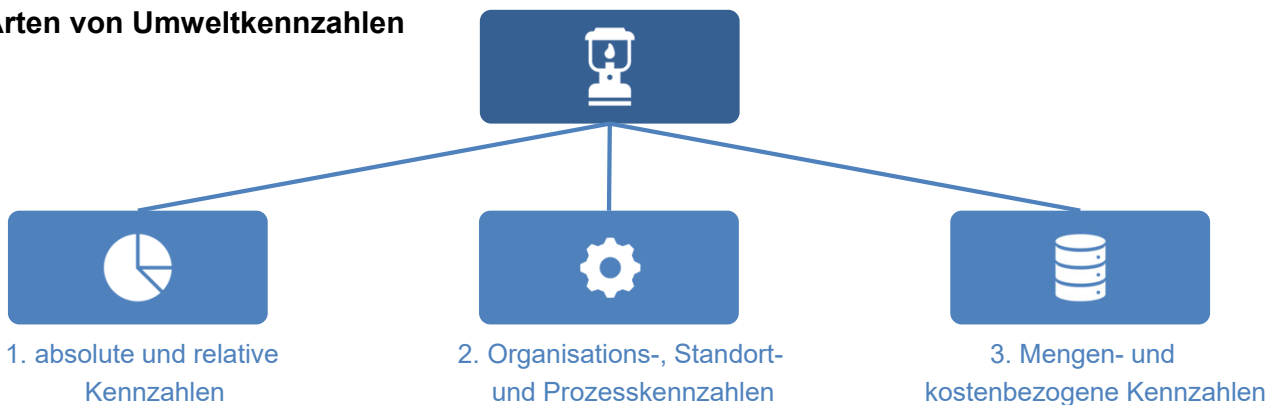 Arten von Umweltkennzahlen
1. absolute und relative
Kennzahlen
2. Organisations-, Standort-
und Prozesskennzahlen
3. Mengen- und
kostenbezogene Kennzahlen